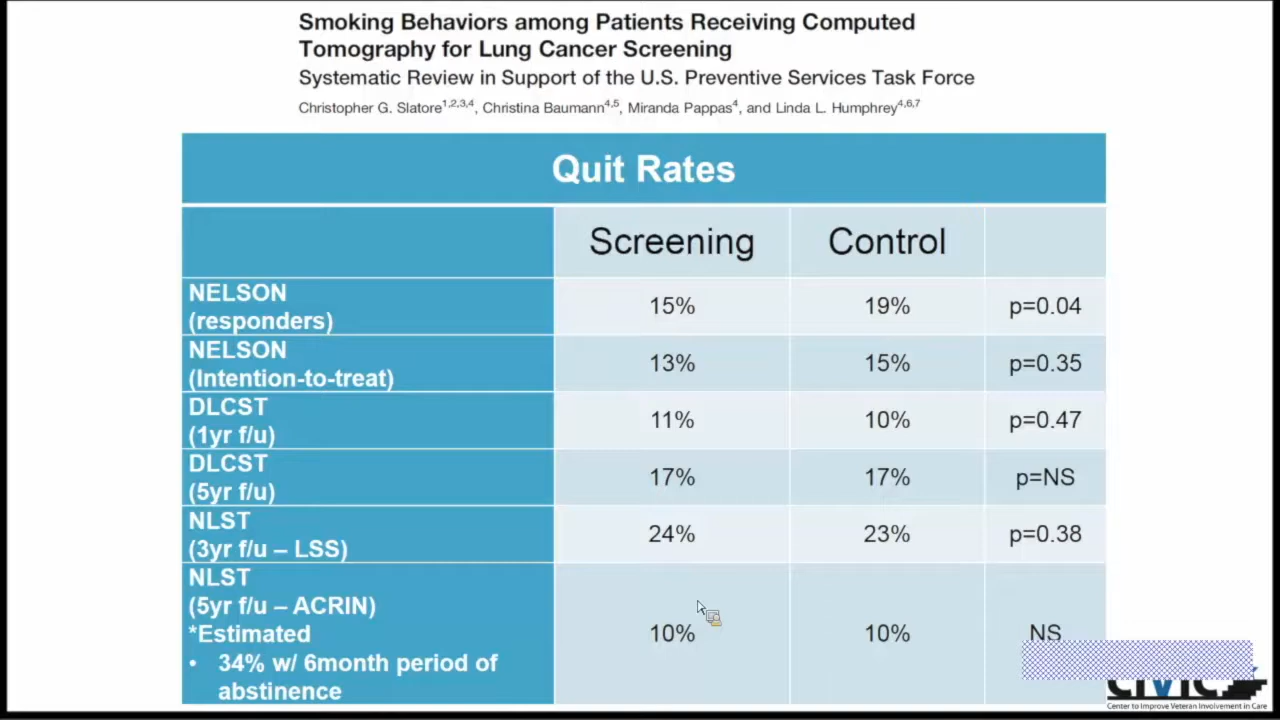 Smoking Behaviors among Patients Receiving Computed
Tomography for Lung Cancer Screening
Systematic Review in Support of the U.S. Preventive Services Task Force
Christopher G. Slatore1,2,3,4, Christina Baumann4,5, Miranda Pappas4, and Linda L. Humphrey4,6,7
Quit Rates
Screening Control
NELSON
(responders) 15% 19% p=0.04
NELSON
(Intention-to-treat) 13% 15% p=0.35
DLCST
(1yr f/u) 11% 10% p=0.47
DLCST
(5yr f/u) 17% 17% p=NS
NLST
(3yr f/u – LSS) 24% 23% p=0.38
NLST
(5yr f/u – ACRIN)
*Estimated 10% 10% NS
• 34% w/ 6month period of
abstinence
CIVIC
Center to Improve Veteran Involvement in Care